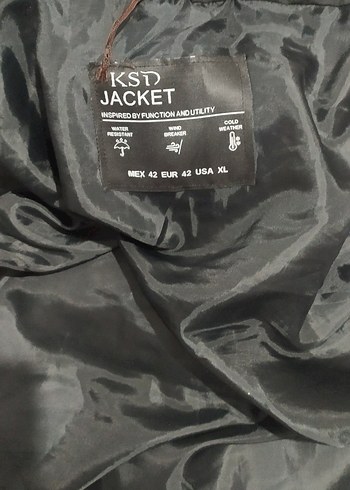 KSD
JACKET
INSPIRED BY FUNCTION AND UTILITY
WATER RESISTANT
WIND BREAKER
COLD WEATHER
MEX 42 EUR 42 USA XL